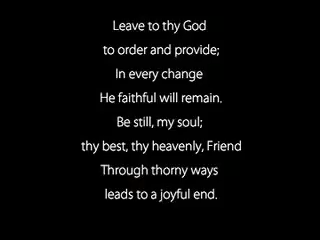 Leave to thy God
to order and provide;
In every change
He faithful will remain.
Be still, my soul;
thy best, thy heavenly, Friend
Through thorny ways
leads to a joyful end.